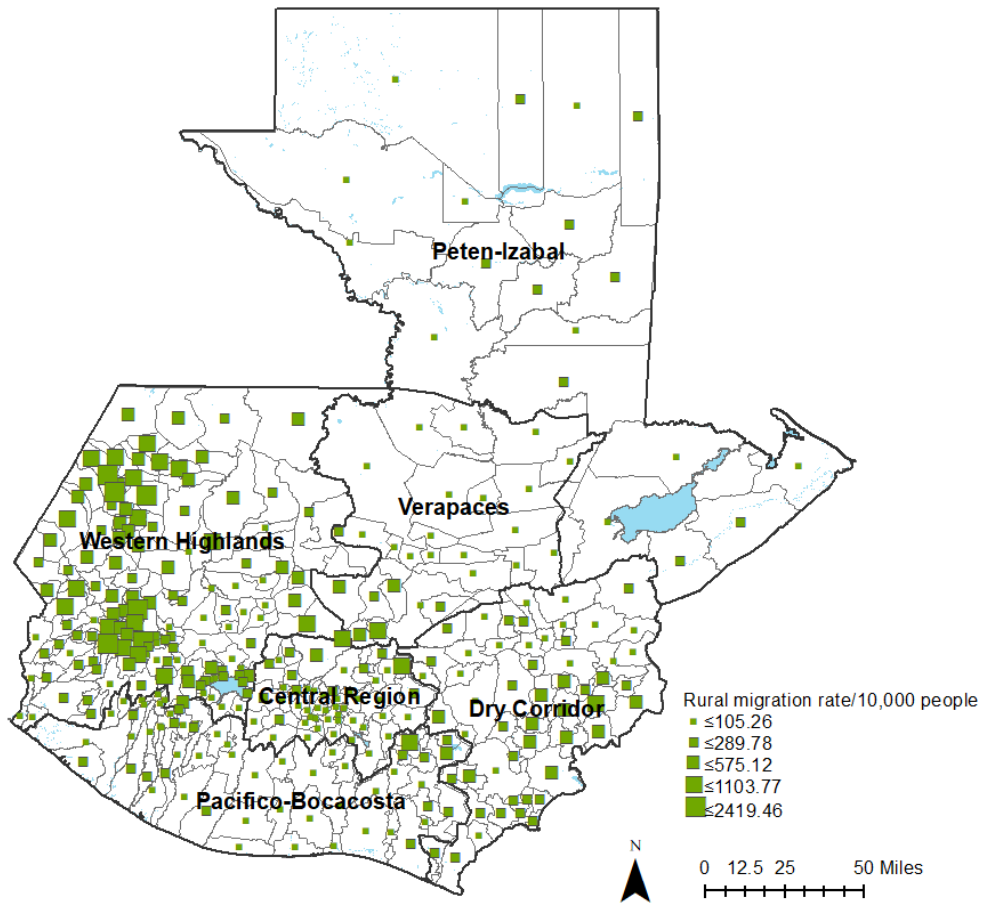 Peten-Izabal
Verapaces
Western Highlands
Central Region
Dry Corridor
Pacifico-Bocacosta
Rural migration rate/10,000 people
≤105.26
≤289.78
≤575.12
≤1103.77
≤2419.46
N
0 12.5 25 50 Miles